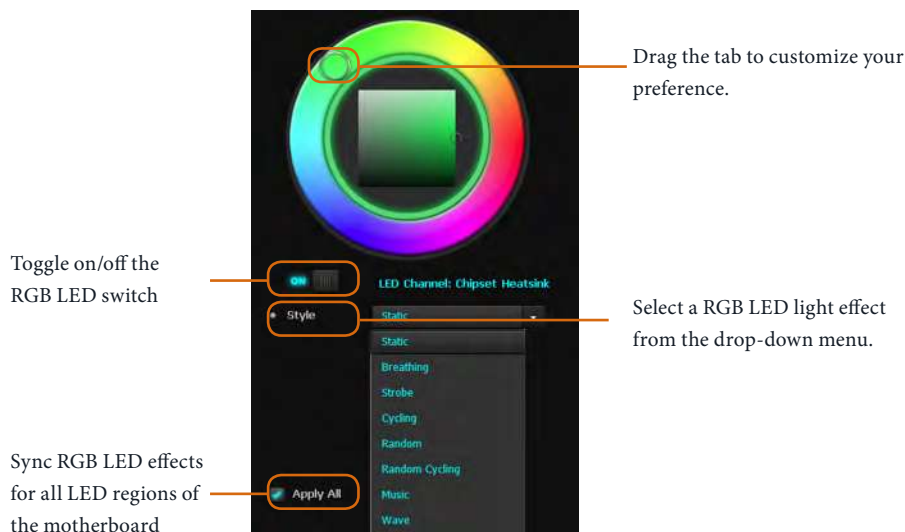 Drag the tab to customize your
preference.
Toggle on/off the
RGB LED switch
ON
LED Channel: Chipset Heatsink
Style
Static
Select a RGB LED light effect
from the drop-down menu.
Static
Breathing
Strobe
Cycling
Random
Random Cycling
Music
Wave
Sync RGB LED effects
for all LED regions of
the motherboard
Apply All